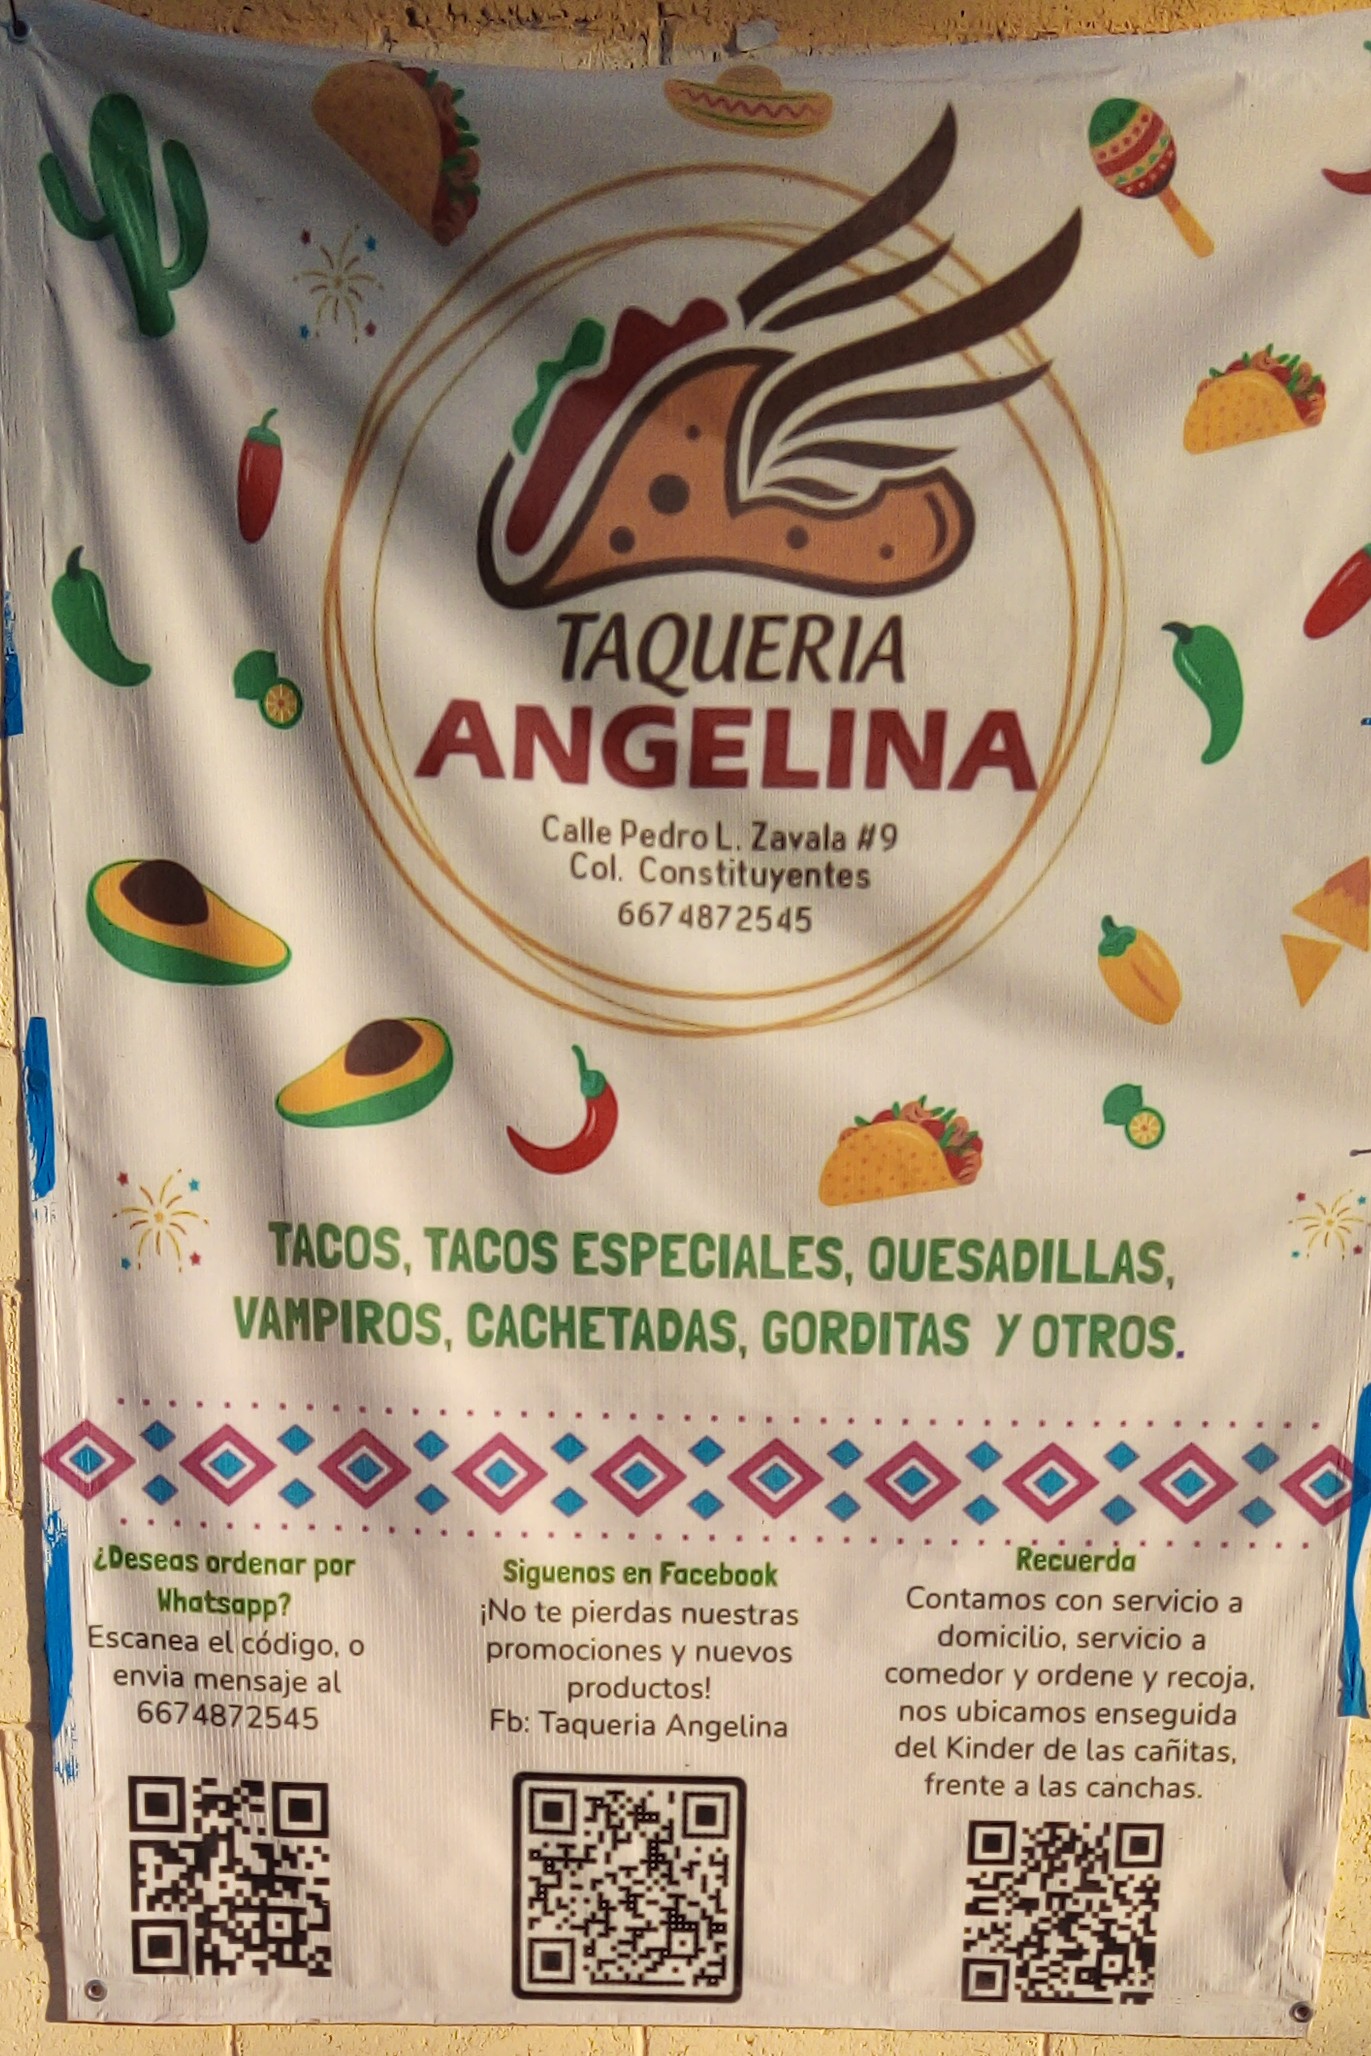 TAQUERIA
ANGELINA
Calle Pedro L. Zavala #9
Col. Constituyentes
6674872545
TACOS, TACOS ESPECIALES, QUESADILLAS,
VAMPIROS, CACHETADAS, GORDITAS Y OTROS.
¿Deseas ordenar por
Whatsapp?
Escanea el código, o
envia mensaje al
6674872545
Siguenos en Facebook
¡No te pierdas nuestras
promociones y nuevos
productos!
Fb: Taqueria Angelina
Recuerda
Contamos con servicio a
domicilio, servicio a
comedor y ordene y recoja,
nos ubicamos enseguida
del Kinder de las cañitas,
frente a las canchas.